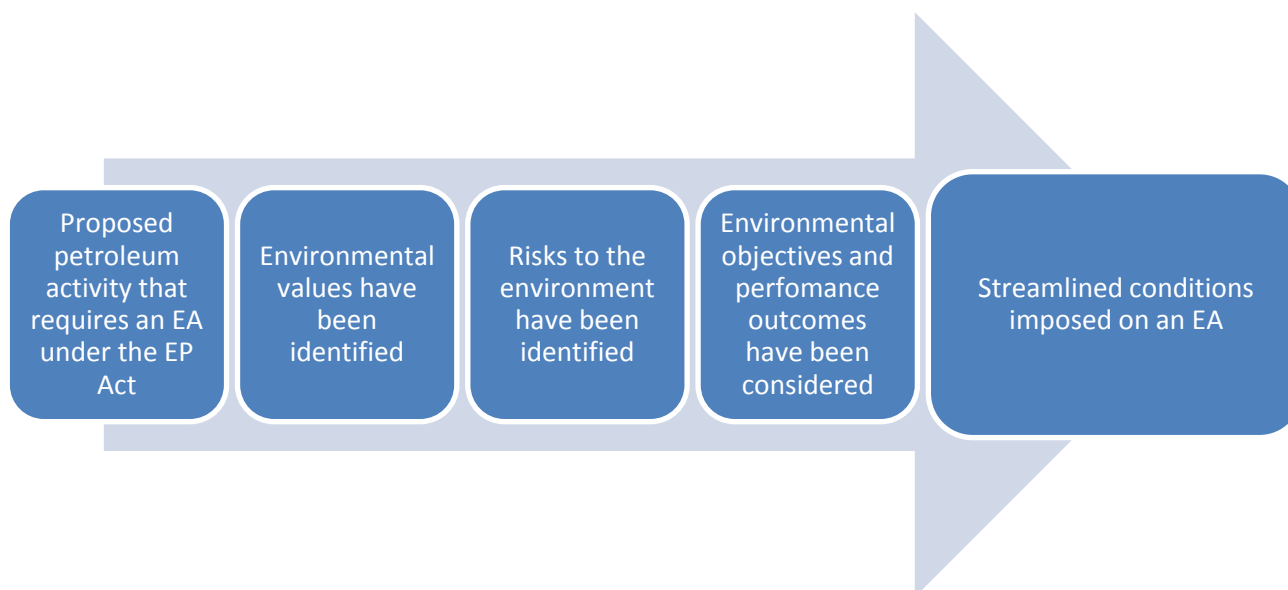 Proposed
petroleum
activity that
requires an EA
under the EP
Act
Environmental
values have
been
identified
Risks to the
environment
have been
identified
Environmental
objectives and
perfomance
outcomes
have been
considered
Streamlined conditions
imposed on an EA